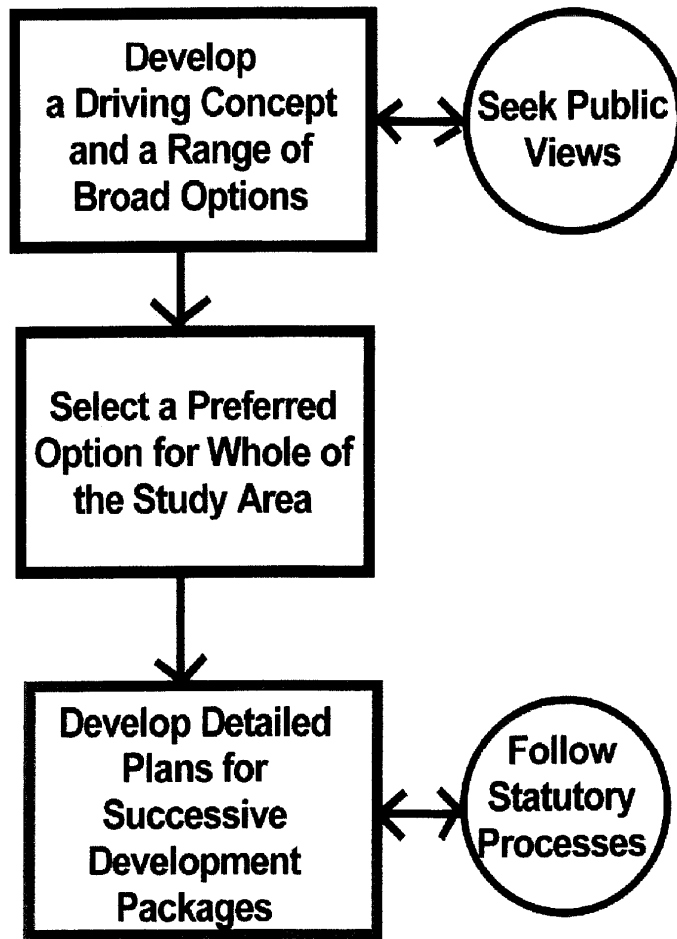 Develop
a Driving Concept
and a Range of
Broad Options
Seek Public
Views
Select a Preferred
Option for Whole of
the Study Area
Develop Detailed
Plans for
Successive
Development
Packages
Follow
Statutory
Processes